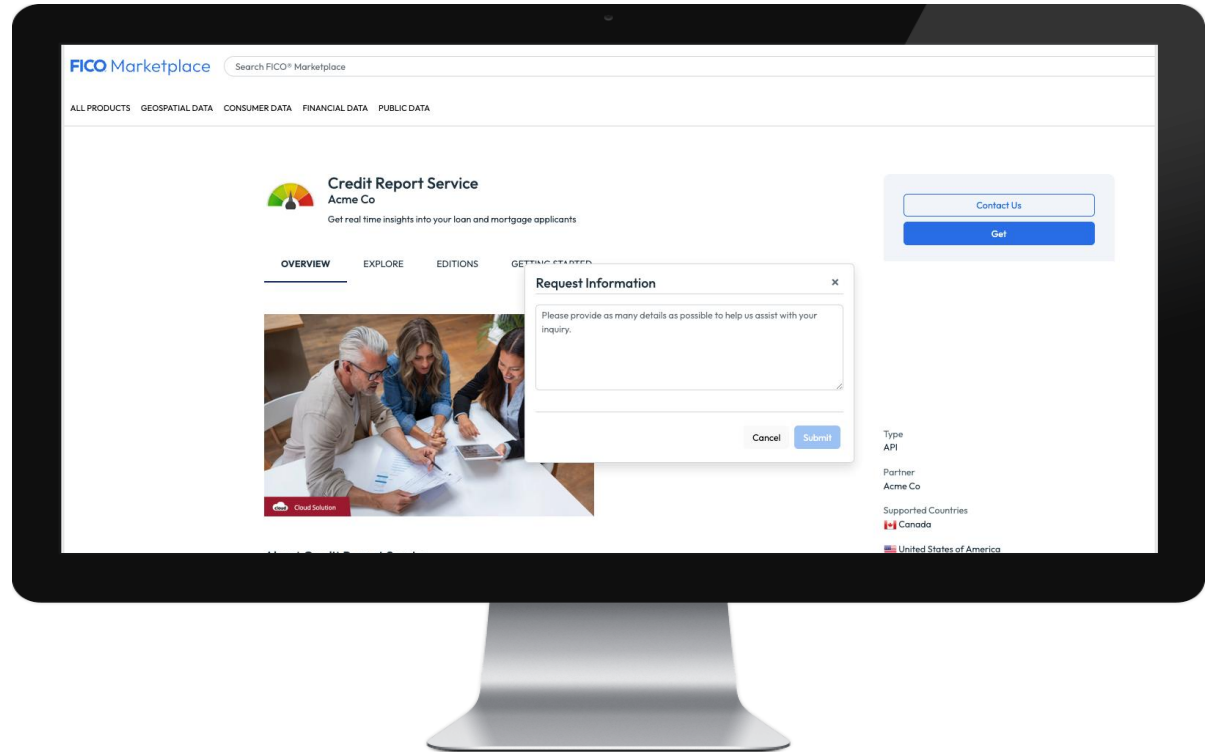 FICO Marketplace
Search FICO® Marketplace
ALL PRODUCTS GEOSPATIAL DATA CONSUMER DATA FINANCIAL DATA PUBLIC DATA
Credit Report Service
Acme Co
Get real time insights into your loan and mortgage applicants
Contact Us
Get
OVERVIEW EXPLORE EDITIONS GETTING STARTED
Request Information ×
Please provide as many details as possible to help us assist with your
inquiry.
Cancel Submit
cloud Cloud Solution
Type
API
Partner
Acme Co
Supported Countries
Canada
United States of America